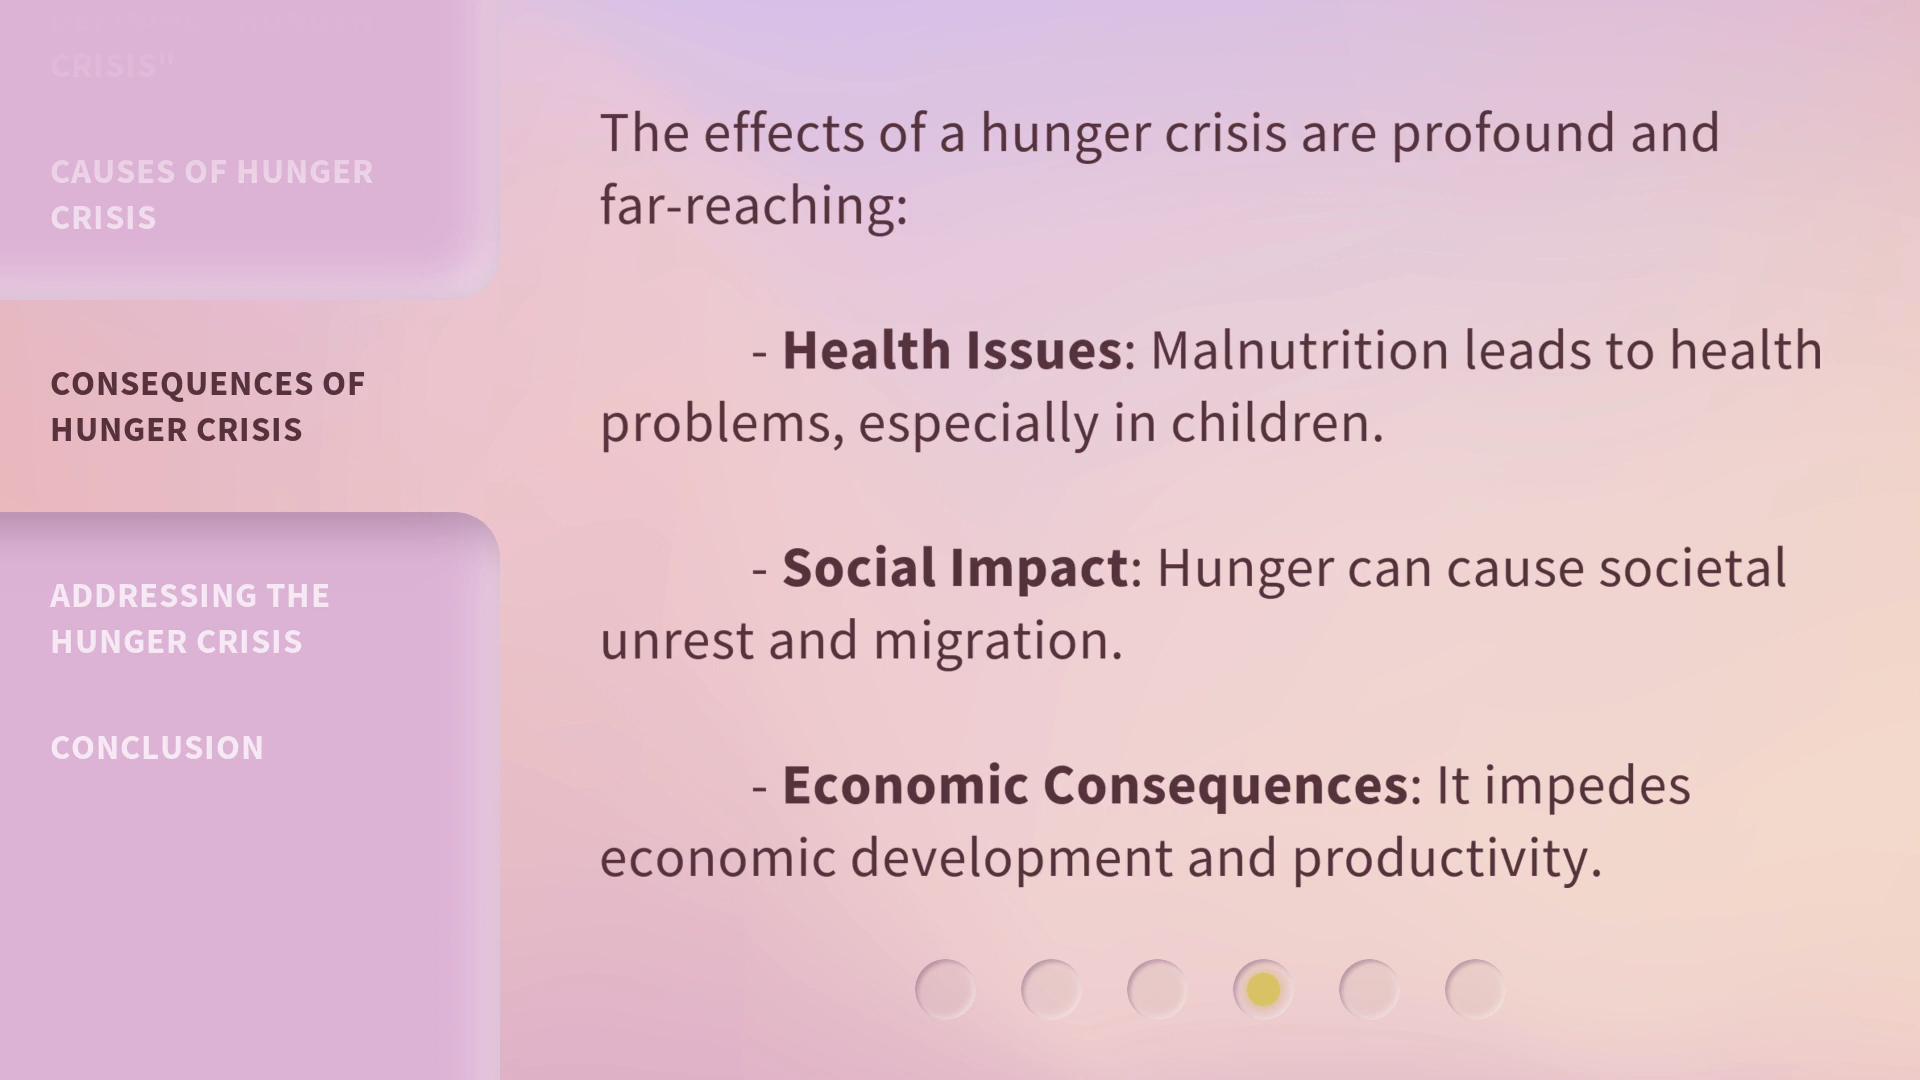 CRISIS"
CAUSES OF HUNGER
CRISIS
CONSEQUENCES OF
HUNGER CRISIS
ADDRESSING THE
HUNGER CRISIS
CONCLUSION
The effects of a hunger crisis are profound and
far-reaching:
- Health Issues: Malnutrition leads to health
problems, especially in children.
- Social Impact: Hunger can cause societal
unrest and migration.
- Economic Consequences: It impedes
economic development and productivity.